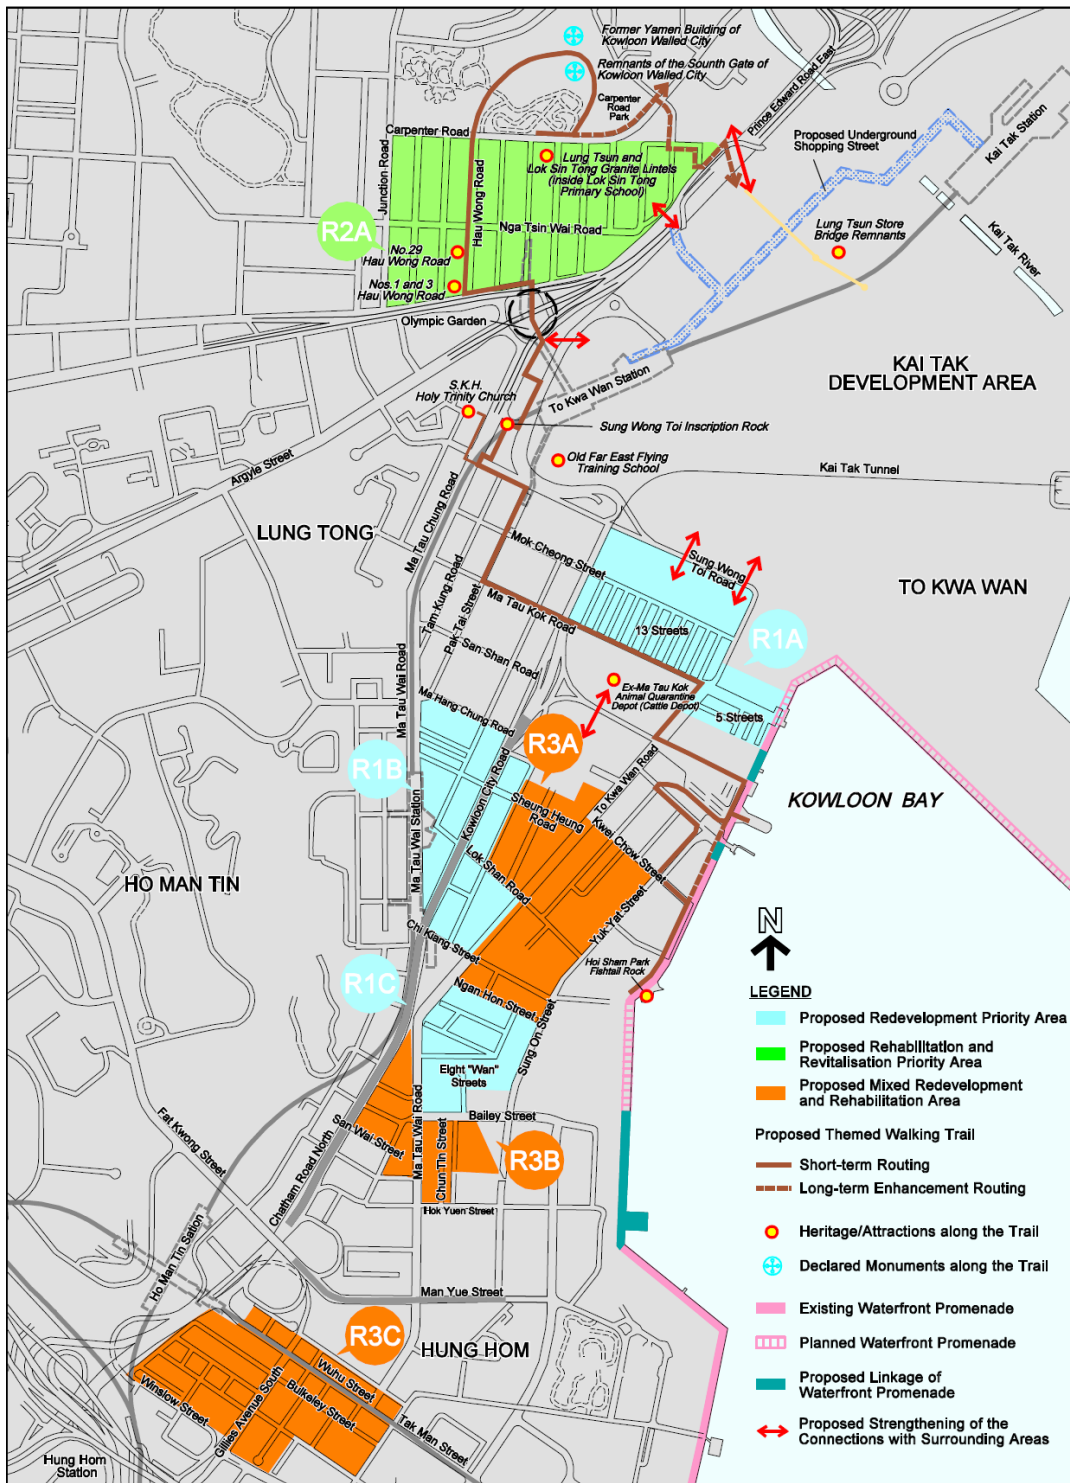 Former Yamen Building of
Kowloon Walled City
Remnants of the Sounth Gate of
Kowloon Walled City
Carpenter
Road
Park
Prince Edward Road East
Carpenter Road
Proposed Underground
Shopping Street
Kai Tak Station
Junction Road
Lung Tsun and
Lok Sin Tong Granite Lintels
(inside Lok Sin Tong
Primary School)
Hau Wong Road
R2A
Nga Tsin Wai Road
Lung Tsun Store
Bridge Remnants
Kai Tak River
No.29
Hau Wong Road
Nos.1 and 3
Hau Wong Road
Olympic Garden
KAI TAK
DEVELOPMENT AREA
S.K.H.
Holy Trinity Church
To Kwa Wan Station
Sung Wong Toi Inscription Rock
Argyle Street
Old Far East Flying
Training School
Kai Tak Tunnel
Ma Tau Chung Road
LUNG TONG
Mok Cheong Street
Sung Wong
Toi Road
TO KWA WAN
Tam Kung Road
Pak Tai Street
Ma Tau Kok Road
13 Streets
R1A
San Shan Road
Ma Tau Wai Road
Ex-Ma Tau Kok
Animal Quarantine
Depot (Cattle Depot)
5 Streets
Ma Hang Chung Road
R3A
R1B
Kowloon City Road
To Kwa Wan Road
Ma Tau Wai Station
Sheung Heung
Road
Kwei Chow Street
KOWLOON BAY
Lok Shan Road
HO MAN TIN
Yuk Yat Street
Chi Kiang Street
N
Hoi Sham Park
Fishtail Rock
R1C
Ngan Hon Street
LEGEND
Proposed Redevelopment Priority Area
Sung On Street
Proposed Rehabilitation and
Revitalisation Priority Area
Eight "Wan"
Streets
Proposed Mixed Redevelopment
and Rehabilitation Area
Fat Kwong Street
San Wai Street
Ma Tau Wai Road
Bailey Street
Proposed Themed Walking Trail
Chun Tin Street
R3B
Short-term Routing
Long-term Enhancement Routing
Chatham Road North
Hok Yuen Street
Heritage/Attractions along the Trail
Ho Man Tin Sation
Declared Monuments along the Trail
Man Yue Street
Existing Waterfront Promenade
R3C
HUNG HOM
Planned Waterfront Promenade
Wuhu Street
Winslow Street
Gillies Avenue South
Bulkeley Street
Proposed Linkage of
Waterfront Promenade
Tak Man Street
Proposed Strengthening of the
Connections with Surrounding Areas
Hung Hom
Station